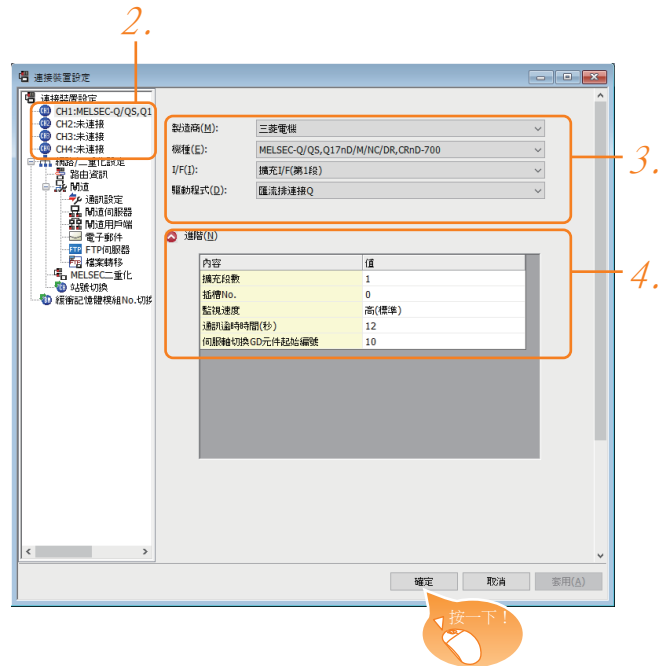 2.
連接裝置設定
連接裝置設定
CH1:MELSEC-Q/QS,Q1
CH2:未連接
CH3:未連接
CH4:未連接
網路/二重化設定
路由資訊
閘道
通訊設定
閘道伺服器
閘道用戶端
電子郵件
FTP伺服器
檔案轉移
MELSEC二重化
站號切換
緩衝記憶體模組No.切換
製造商(M): 三菱電機
機種(E): MELSEC-Q/QS,Q17nD/M/NC/DR,CRnD-700
I/F(I): 擴充I/F(第1段)
驅動程式(D): 匯流排連接Q
3.
進階(N)
內容 值
擴充段數 1
插槽No. 0
監視速度 高(標準)
通訊逾時時間(秒) 12
伺服軸切換GD元件起始編號 10
4.
確定 取消 套用(A)
按一下!